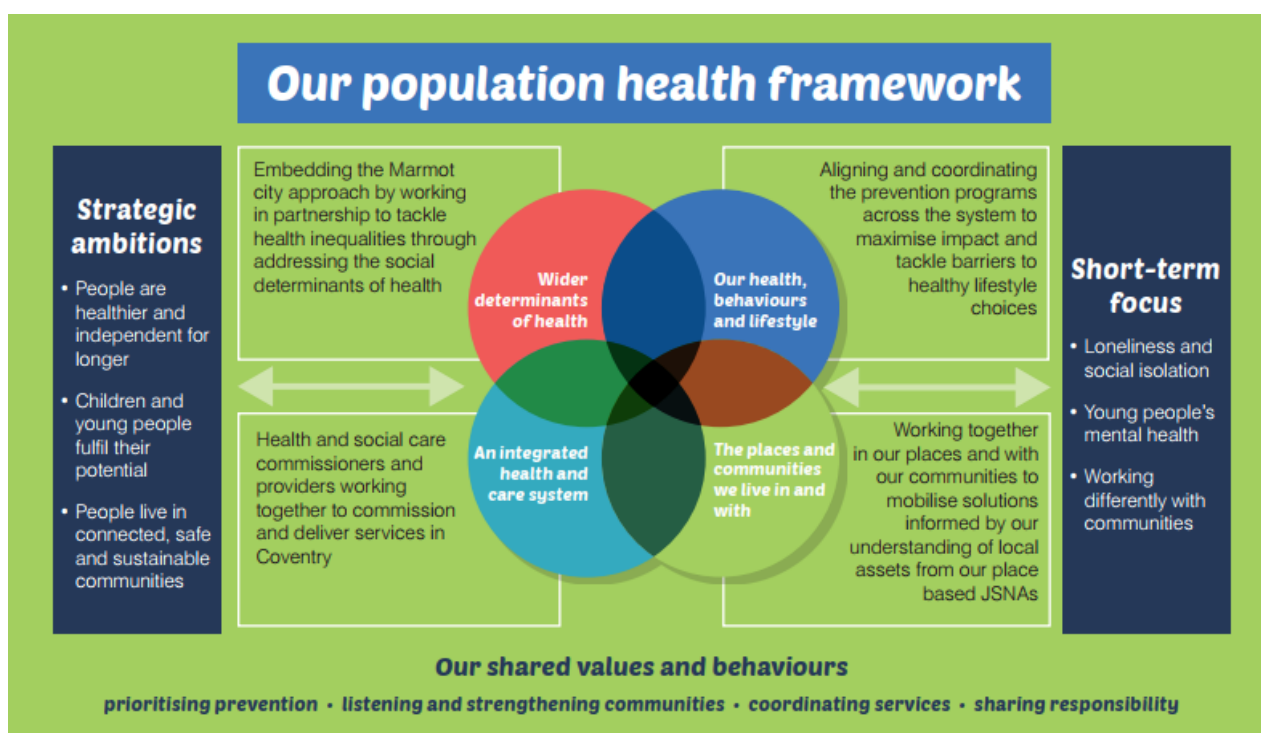 Our population health framework
Strategic
ambitions
• People are
healthier and
independent for
longer
• Children and
young people
fulfil their
potential
• People live in
connected, safe
and sustainable
communities
Embedding the Marmot
city approach by working
in partnership to tackle
health inequalities through
addressing the social
determinants of health
Health and social care
commissioners and
providers working
together to commission
and deliver services in
Coventry
Wider
determinants
of health
Our health,
behaviours
and lifestyle
An integrated
health and
care system
The places and
communities
we live in and
with
Aligning and coordinating
the prevention programs
across the system to
maximise impact and
tackle barriers to
healthy lifestyle
choices
Working together
in our places and with
our communities to
mobilise solutions
informed by our
understanding of local
assets from our place
based JSNAs
Short-term
focus
• Loneliness and
social isolation
• Young people's
mental health
• Working
differently with
communities
Our shared values and behaviours
prioritising prevention • listening and strengthening communities • coordinating services • sharing responsibility